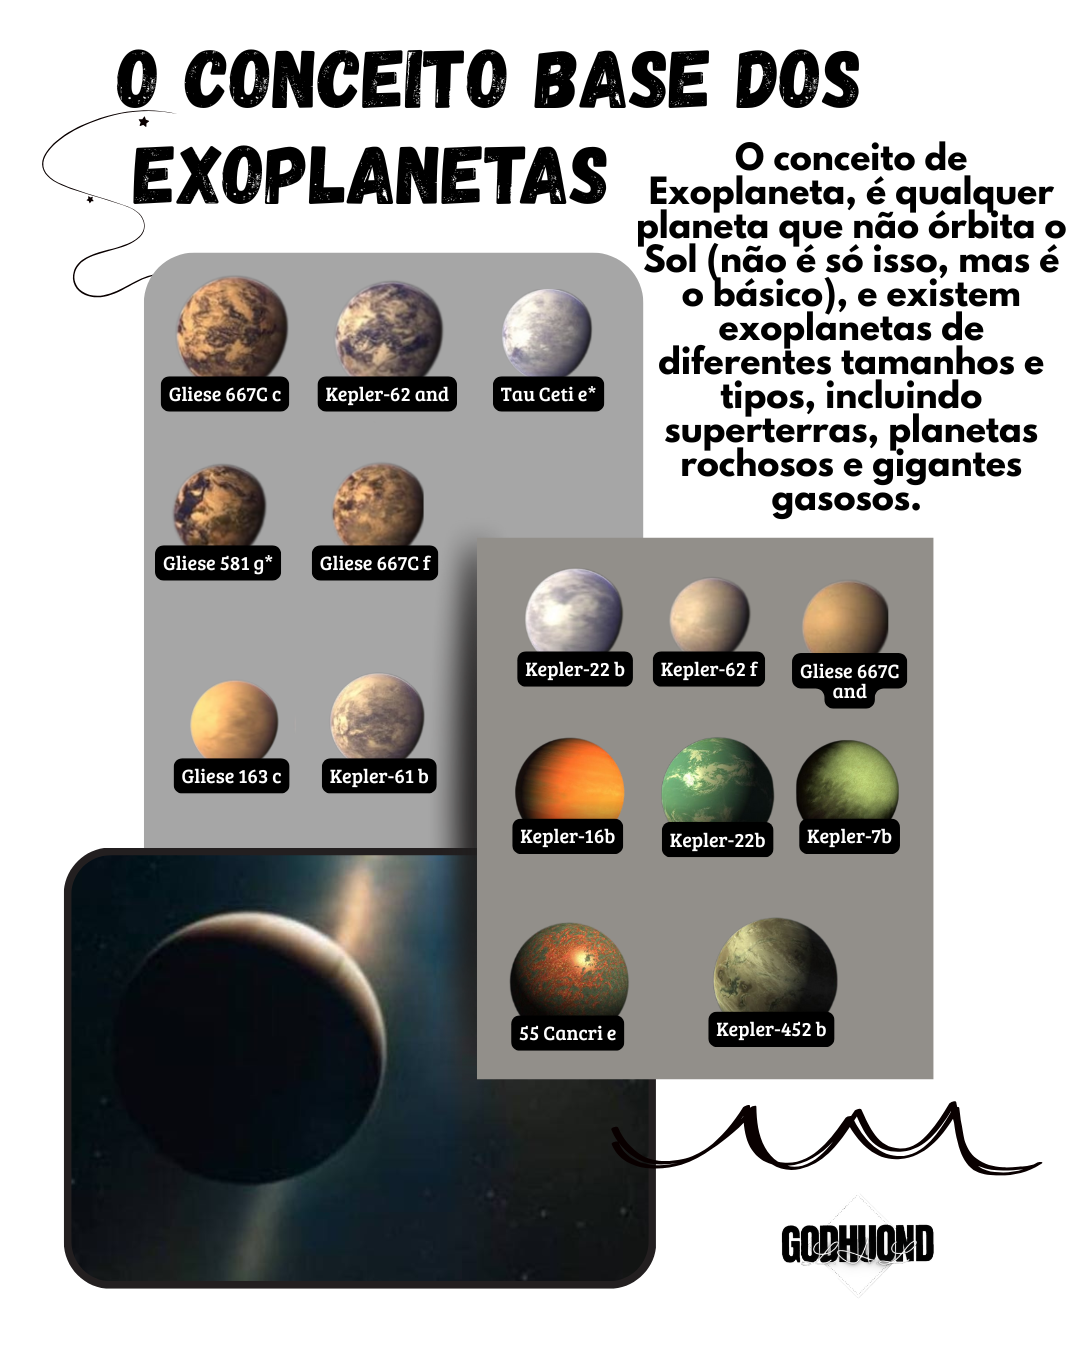 O CONCEITO BASE DOS
EXOPLANETAS
O conceito de
Exoplaneta, é qualquer
planeta que não órbita o
Sol (não é só isso, mas é
o básico), e existem
exoplanetas de
diferentes tamanhos e
tipos, incluindo
superterras, planetas
rochosos e gigantes
gasosos.
Gliese 667C c
Kepler-62 and
Tau Ceti e*
Gliese 581 g*
Gliese 667C f
Gliese 163 c
Kepler-61 b
Kepler-22 b
Kepler-62 f
Gliese 667C
and
Kepler-16b
Kepler-22b
Kepler-7b
55 Cancri e
Kepler-452 b
GODHUOND